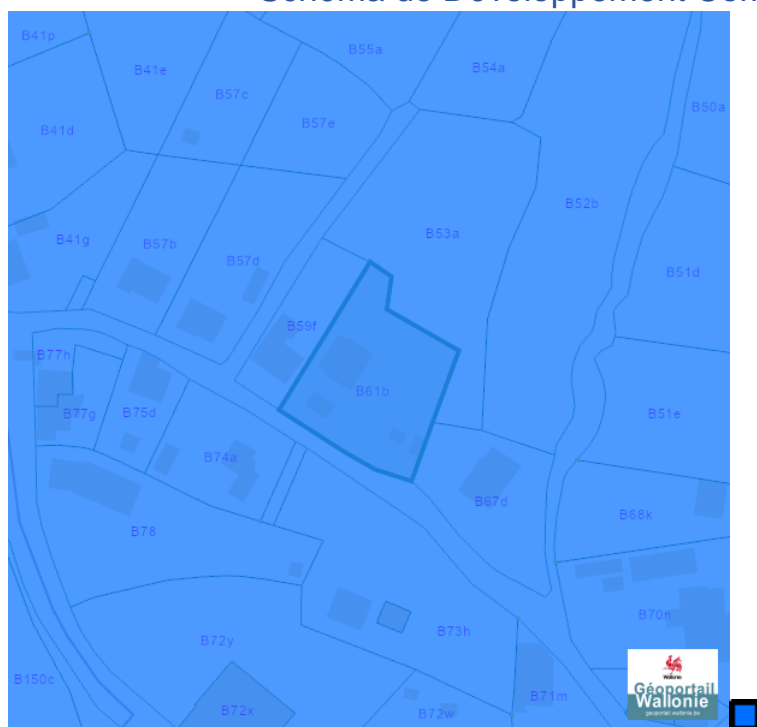 Schéma de Développement Com
B41p
B41e
B55a
B54a
B57c
B50a
B41d
B57e
B52b
B53a
B41g
B57b
B57d
B51d
B59f
B77h
B61b
B77g
B75d
B51e
B74a
B67d
B68k
B78
B70n
B73h
B72y
B150c
B71m
B72x
B72w
Wallonie
Géoportail
Wallonie
geoportail.wallonie.be